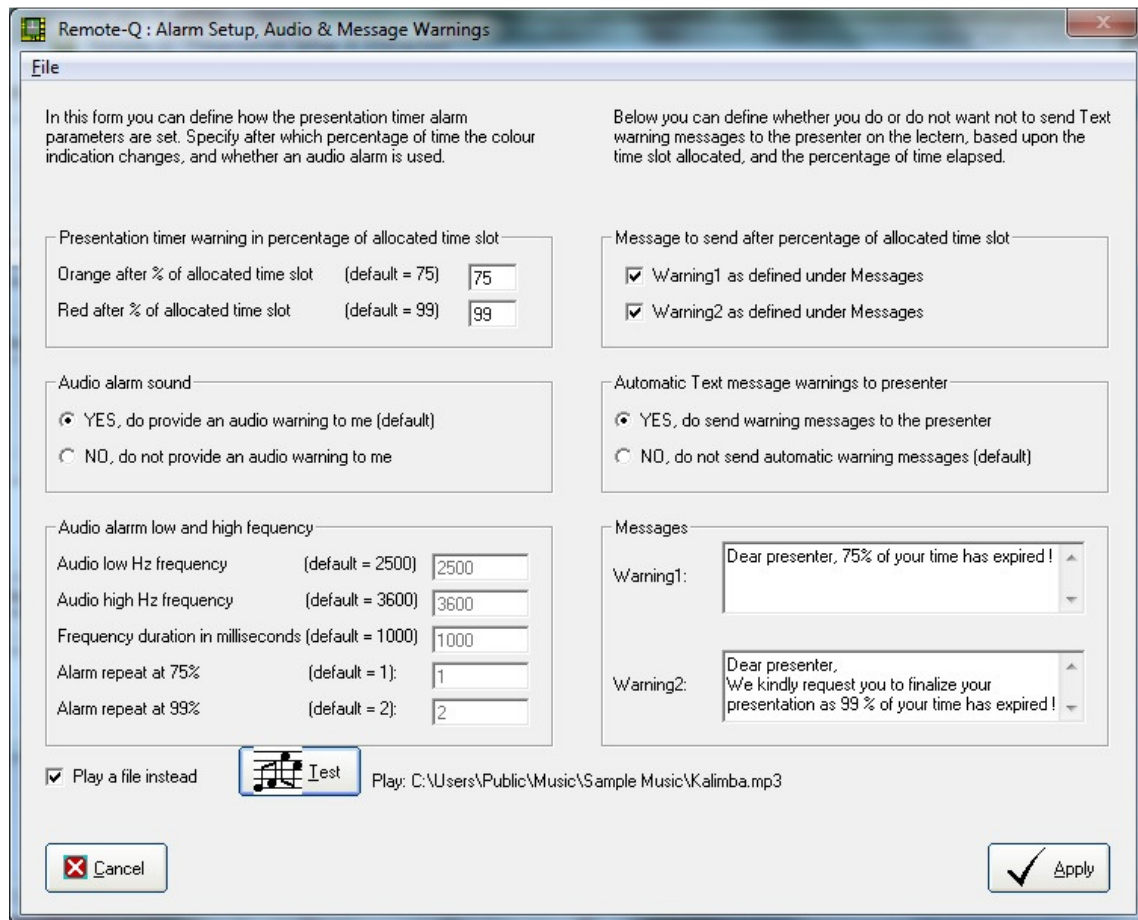 Remote-Q : Alarm Setup, Audio & Message Warnings
X
File
In this form you can define how the presentation timer alarm
parameters are set. Specify after which percentage of time the colour
indication changes, and whether an audio alarm is used.
Below you can define whether you do or do not want not to send Text
warning messages to the presenter on the lectern, based upon the
time slot allocated, and the percentage of time elapsed.
Presentation timer warning in percentage of allocated time slot
Orange after % of allocated time slot (default = 75) 75
Red after % of allocated time slot (default = 99) 99
Message to send after percentage of allocated time slot
Warning1 as defined under Messages
Warning2 as defined under Messages
Audio alarm sound
YES, do provide an audio warning to me (default)
NO, do not provide an audio warning to me
Automatic Text message warnings to presenter
YES, do send warning messages to the presenter
NO, do not send automatic warning messages (default)
Audio alarrm low and high fequency
Audio low Hz frequency (default = 2500) 2500
Audio high Hz frequency (default = 3600) 3600
Frequency duration in milliseconds (default = 1000) 1000
Alarm repeat at 75% (default = 1): 1
Alarm repeat at 99% (default = 2): 2
Messages
Warning1:
Dear presenter, 75% of your time has expired !
Warning2:
Dear presenter,
We kindly request you to finalize your
presentation as 99 % of your time has expired !
Play a file instead
Test
Play: C:\Users\Public\Music\Sample Music\Kalimba.mp3
Cancel
Apply